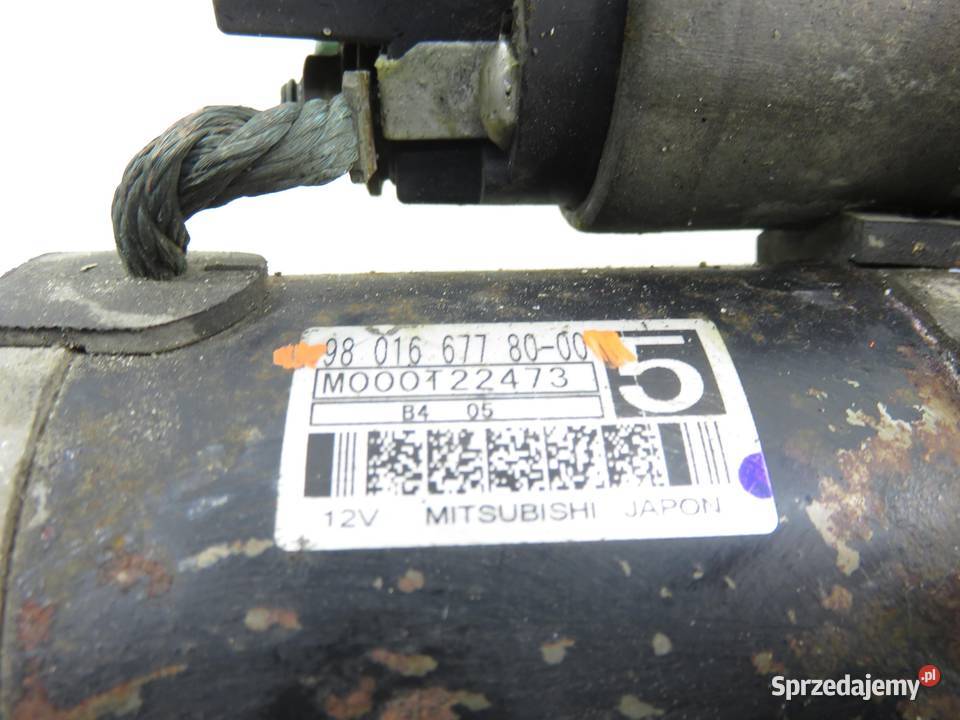 98 016 677 80-00
5
M000T22473
B4 05
12V MITSUBISHI JAPON
Sprzedajemy.pl